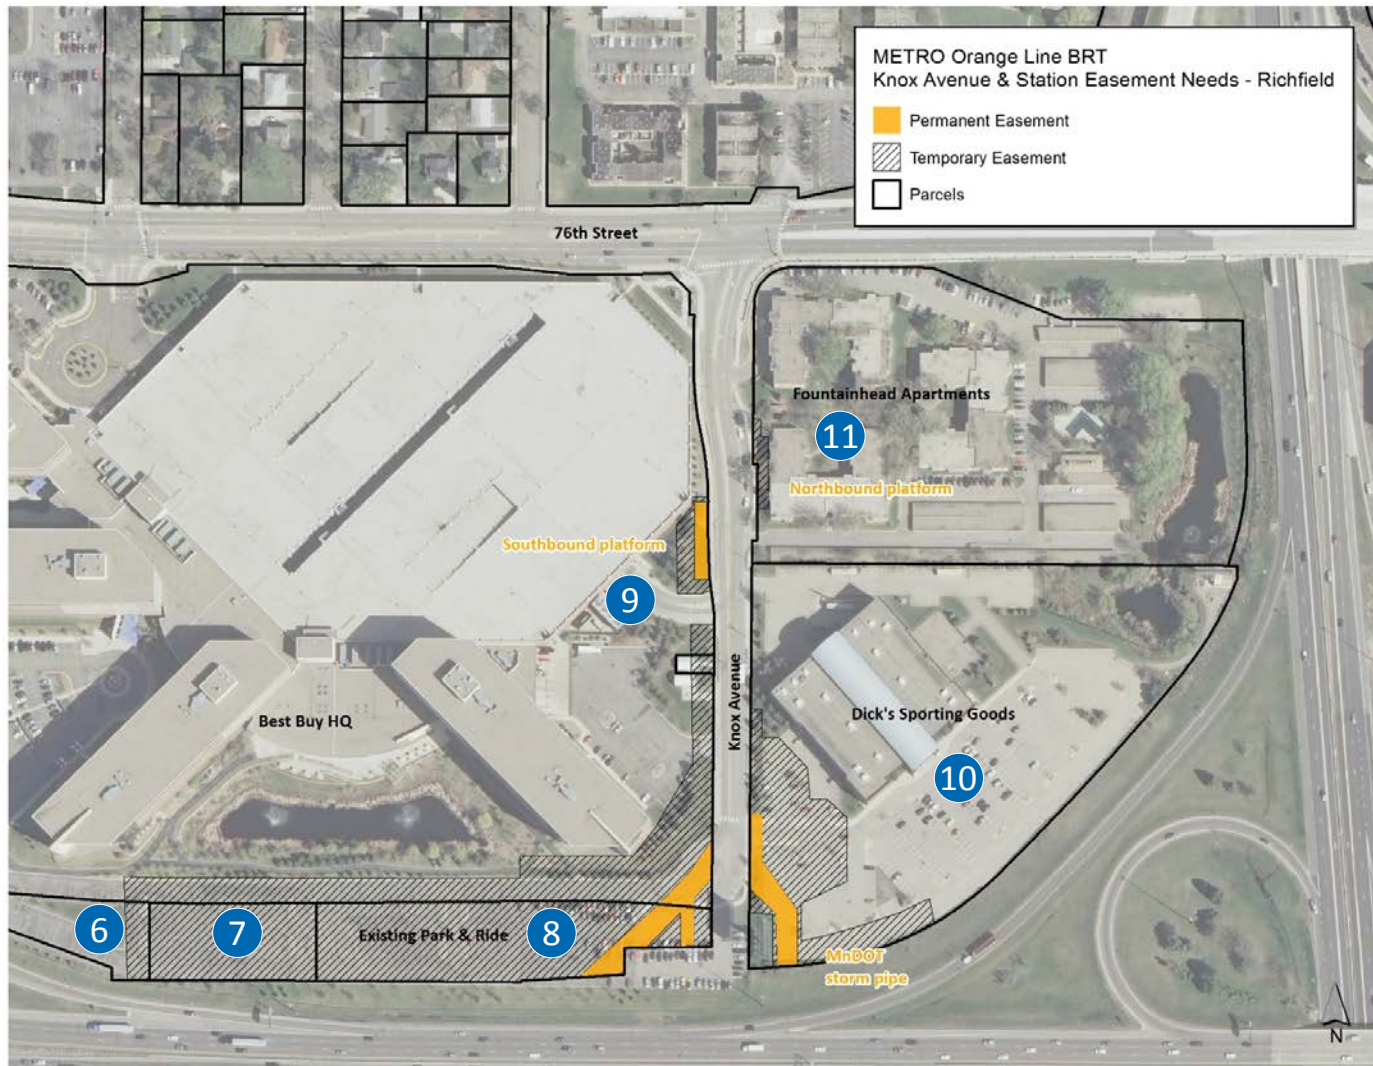 METRO Orange Line BRT
Knox Avenue & Station Easement Needs - Richfield
Permanent Easement
Temporary Easement
Parcels
76th Street
Fountainhead Apartments
11
Northbound platform
Southbound platform
9
Knox Avenue
Best Buy HQ
Dick's Sporting Goods
10
6
7
Existing Park & Ride
8
MnDOT
storm pipe
N